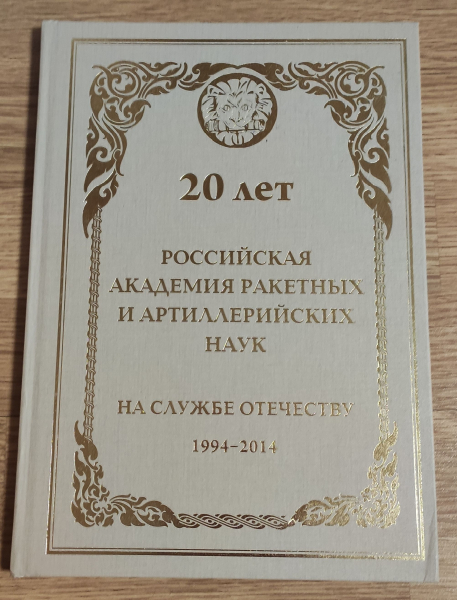 20 лет
РОССИЙСКАЯ
АКАДЕМИЯ РАКЕТНЫХ
И АРТИЛЛЕРИЙСКИХ
НАУК
НА СЛУЖБЕ ОТЕЧЕСТВУ
1994-2014